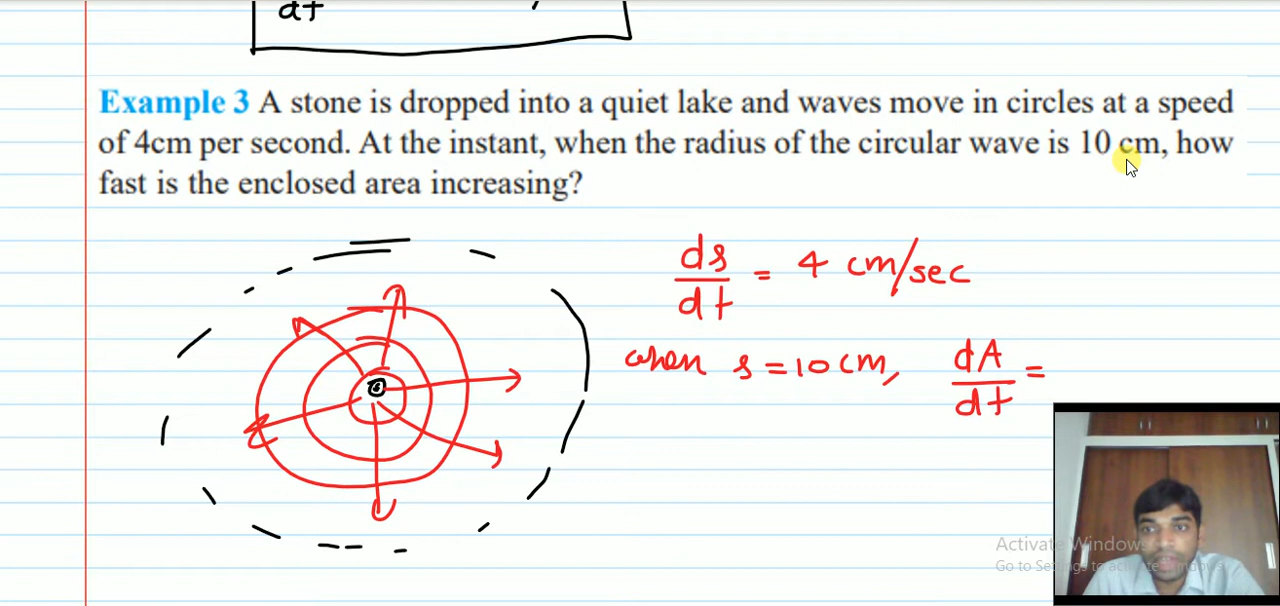 dt
Example 3 A stone is dropped into a quiet lake and waves move in circles at a speed
of 4cm per second. At the instant, when the radius of the circular wave is 10 cm, how
fast is the enclosed area increasing?
ds/dt = 4 cm/sec
when s = 10 cm, dA/dt =
Activate Windows
Go to Settings to activate Windows.